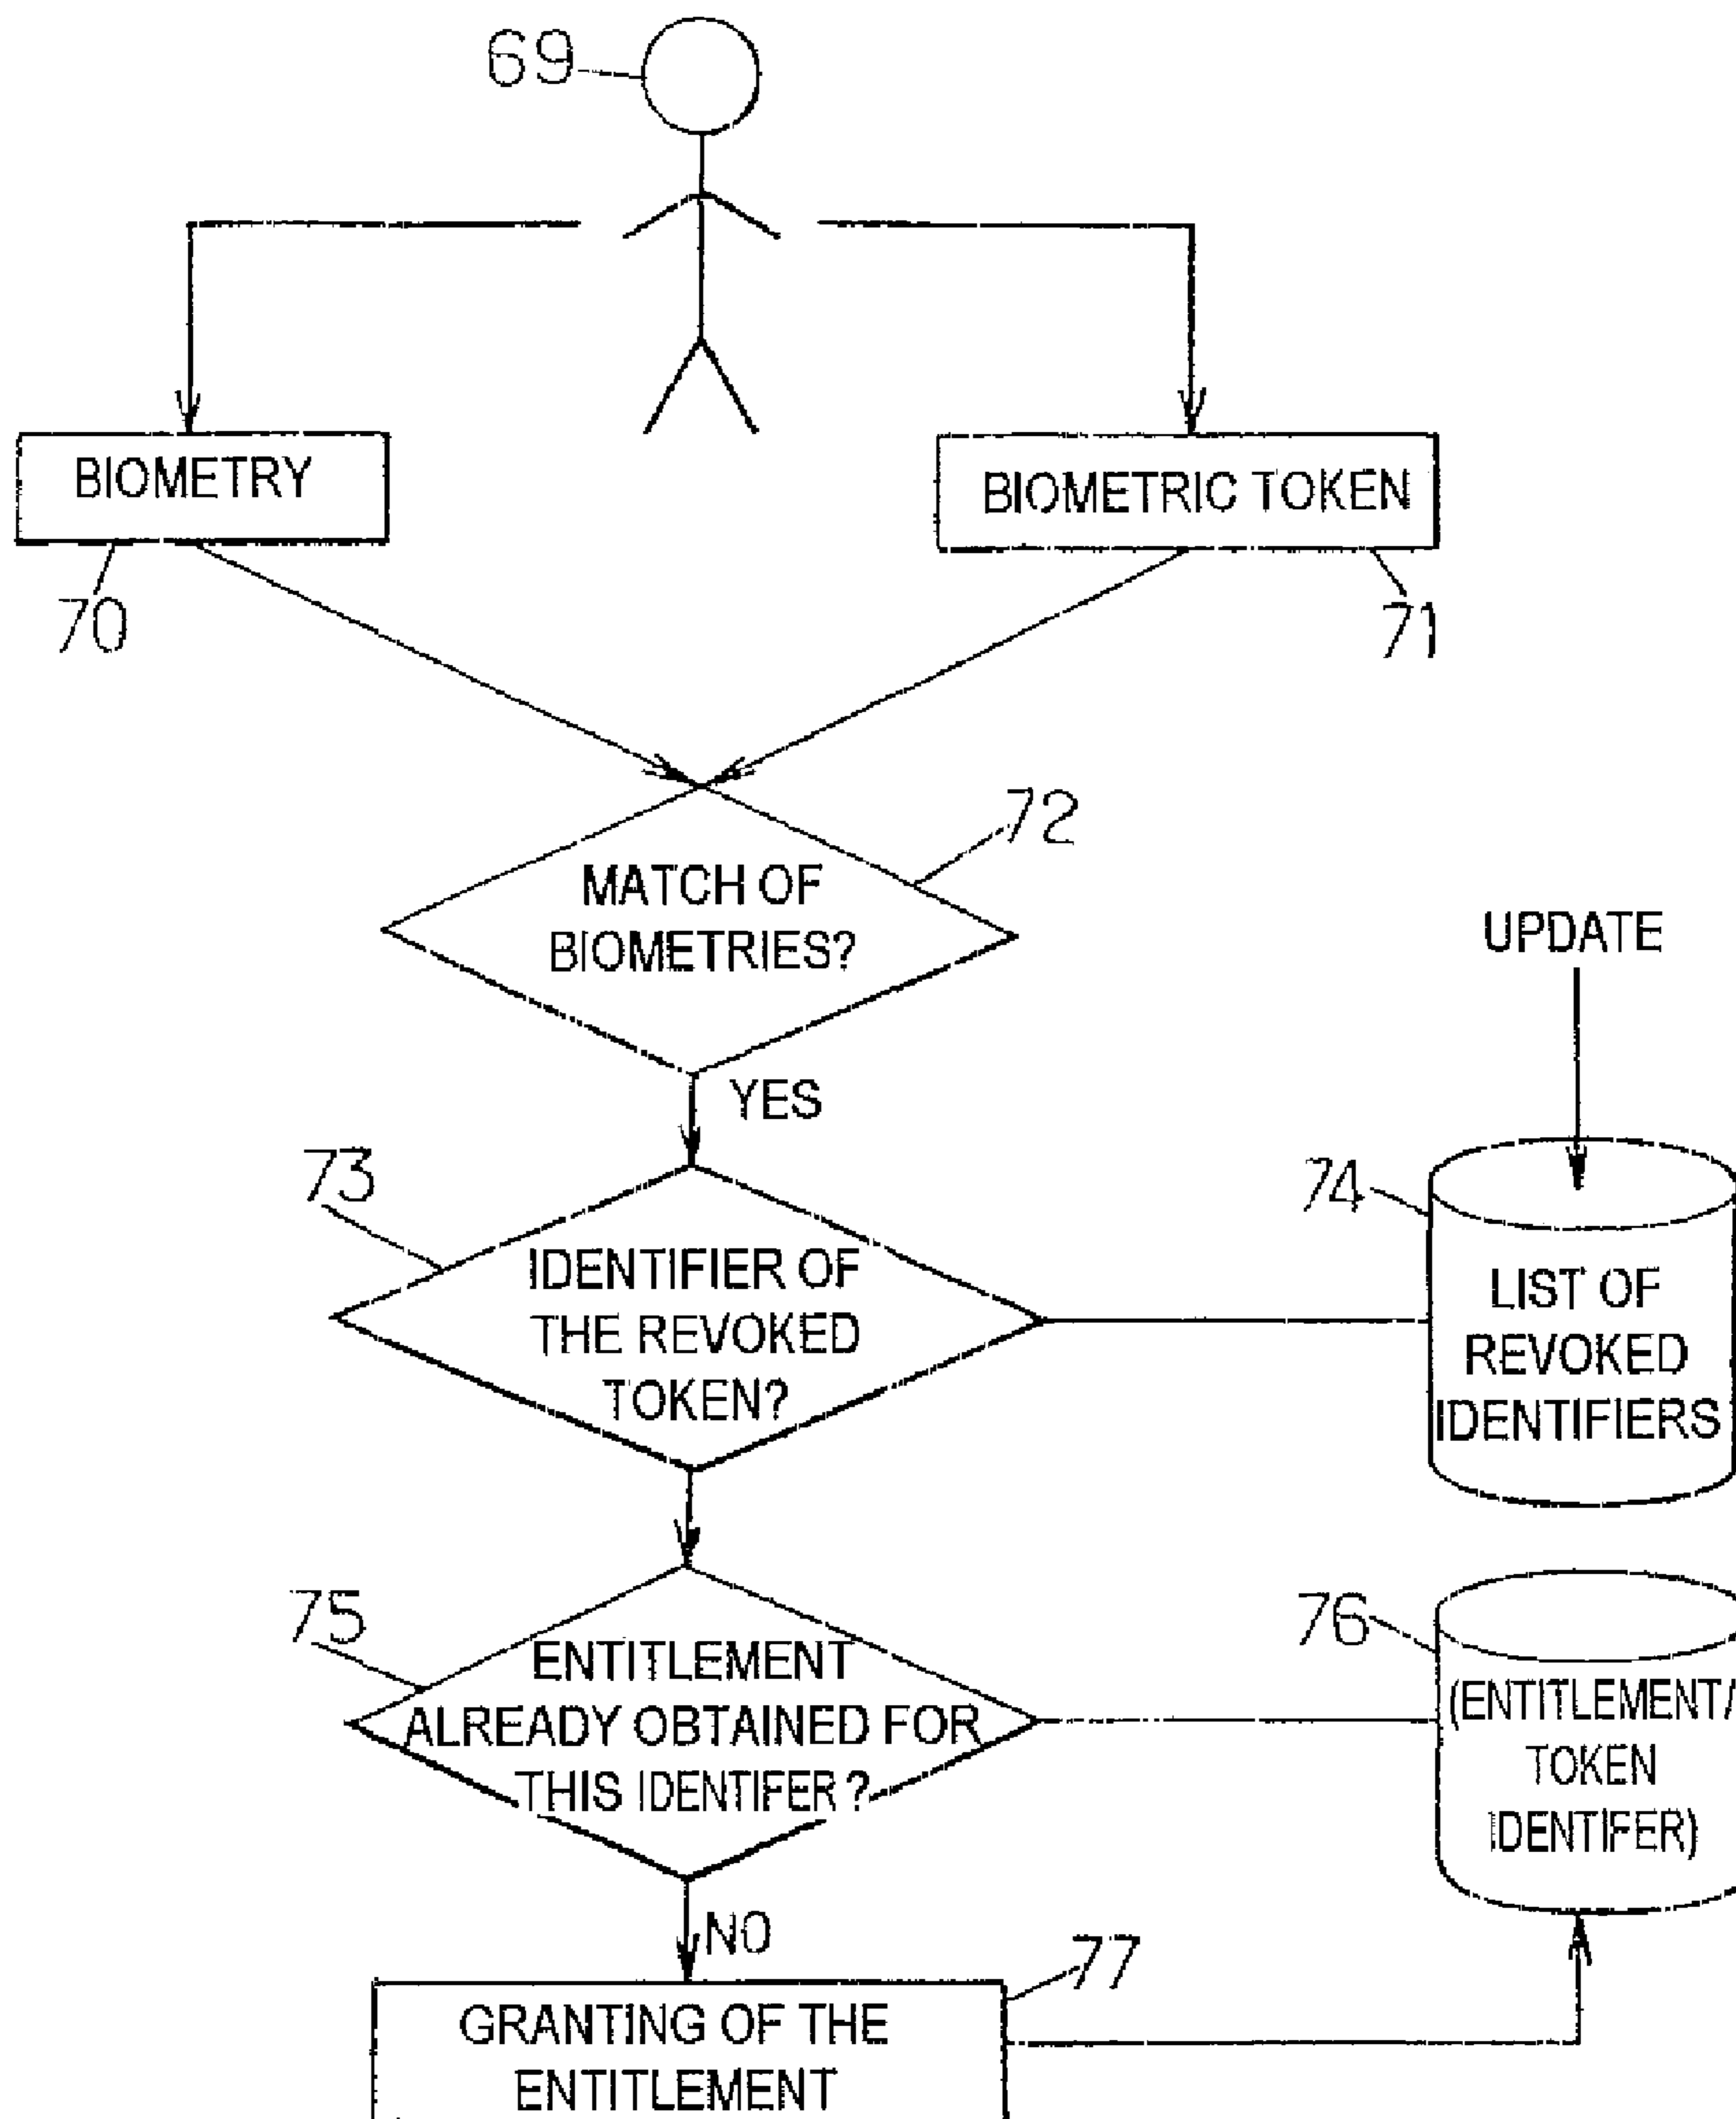 69
BIOMETRY
BIOMETRIC TOKEN
70
71
72
MATCH OF
BIOMETRIES?
UPDATE
YES
73
74
IDENTIFIER OF
THE REVOKED
TOKEN?
LIST OF
REVOKED
IDENTIFIERS
75
76
ENTITLEMENT
ALREADY OBTAINED FOR
THIS IDENTIFER?
(ENTITLEMENT/
TOKEN
IDENTIFER)
NO
77
GRANTING OF THE
ENTITLEMENT